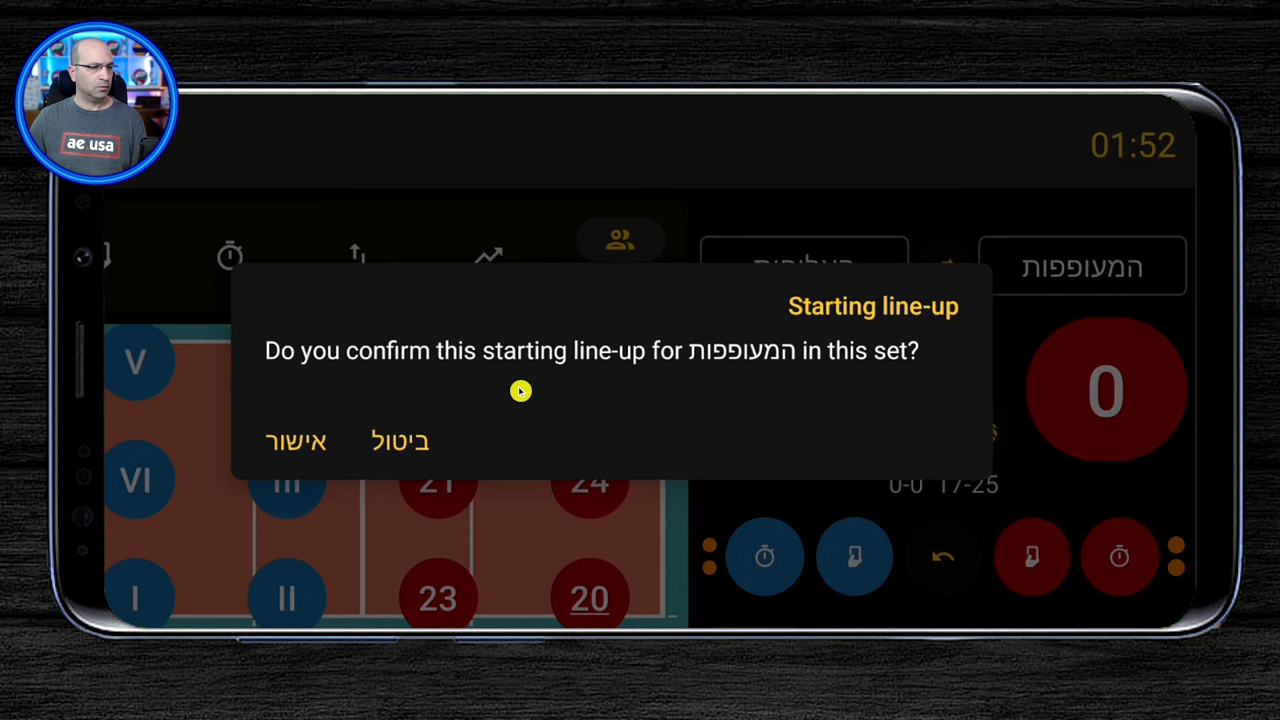 ae.usa
01:52
המעופפות
Starting line-up
Do you confirm this starting line-up for המעופפות in this set?
אישור ביטול
0
0-0 17-25
V
VI III 21 24
I II 23 20